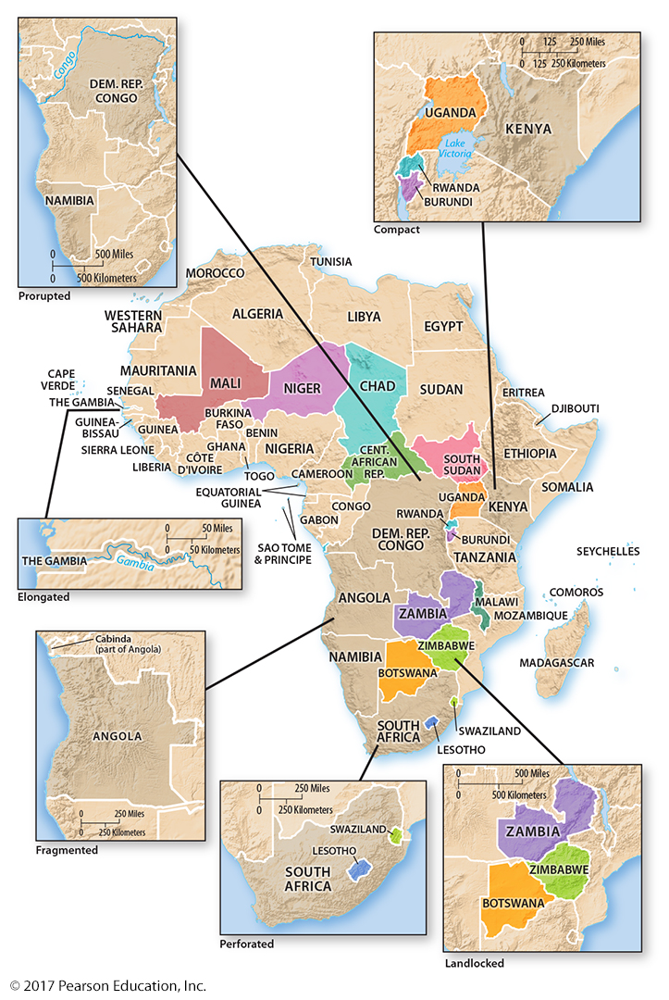 Congo
DEM. REP.
CONGO
NAMIBIA
0 500 Miles
0 500 Kilometers
Prorupted
0 125 250 Miles
0 125 250 Kilometers
UGANDA
KENYA
Lake
Victoria
RWANDA
BURUNDI
Compact
TUNISIA
MOROCCO
ALGERIA
LIBYA
EGYPT
WESTERN
SAHARA
MAURITANIA
MALI
NIGER
CHAD
SUDAN
ERITREA
DJIBOUTI
CAPE
VERDE
SENEGAL
THE GAMBIA
GUINEA-
BISSAU
GUINEA
BURKINA
FASO
BENIN
GHANA
NIGERIA
SIERRA LEONE
LIBERIA
CÔTE
D'IVOIRE
TOGO
CENT.
AFRICAN
REP.
SOUTH
SUDAN
ETHIOPIA
SOMALIA
CAMEROON
EQUATORIAL
GUINEA
CONGO
GABON
UGANDA
KENYA
RWANDA
BURUNDI
DEM. REP.
CONGO
TANZANIA
SAO TOME
& PRINCIPE
SEYCHELLES
COMOROS
0 50 Miles
0 50 Kilometers
THE GAMBIA
Gambia
Elongated
ANGOLA
ZAMBIA
MALAWI
MOZAMBIQUE
ZIMBABWE
NAMIBIA
BOTSWANA
MADAGASCAR
SOUTH
AFRICA
SWAZILAND
LESOTHO
Cabinda
(part of Angola)
ANGOLA
0 250 Miles
0 250 Kilometers
Fragmented
0 250 Miles
0 250 Kilometers
SWAZILAND
LESOTHO
SOUTH
AFRICA
Perforated
0 500 Miles
0 500 Kilometers
ZAMBIA
ZIMBABWE
BOTSWANA
Landlocked
© 2017 Pearson Education, Inc.